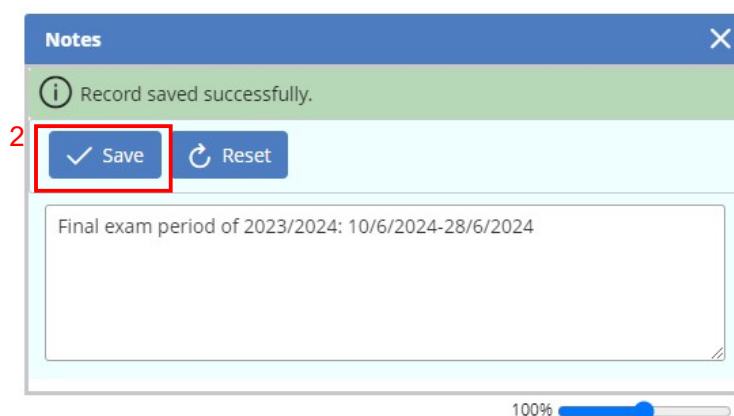 Notes
Record saved successfully.
2
Save Reset
Final exam period of 2023/2024: 10/6/2024-28/6/2024
100%